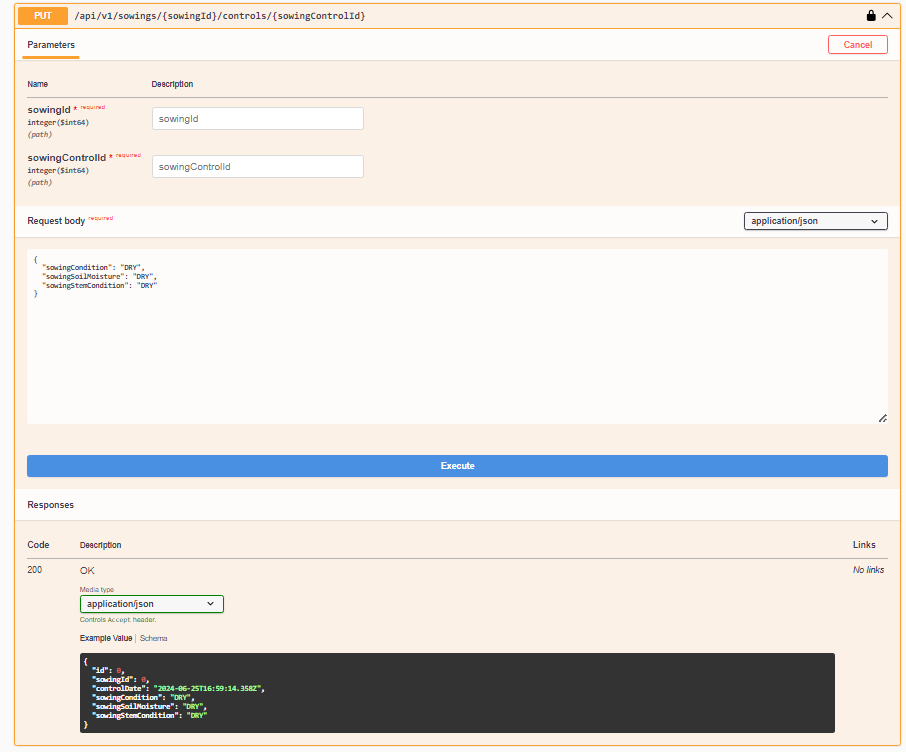 PUT /api/v1/sowings/{sowingId}/controls/{sowingControlId}
Parameters Cancel
Name Description
sowingId * required
integer($int64)
(path)
sowingId
sowingControlId * required
integer($int64)
(path)
sowingControlId
Request body required application/json
{
  "sowingCondition": "DRY",
  "sowingSoilMoisture": "DRY",
  "sowingStemCondition": "DRY"
}
Execute
Responses
Code Description Links
200 OK No links
Media type
application/json
Controls Accept header.
Example Value | Schema
{
  "id": 0,
  "sowingId": 0,
  "controlDate": "2024-06-25T16:59:14.358Z",
  "sowingCondition": "DRY",
  "sowingSoilMoisture": "DRY",
  "sowingStemCondition": "DRY"
}